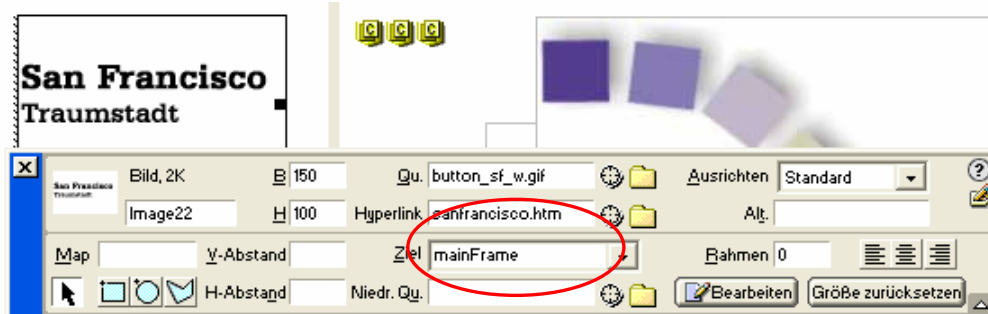 C C C
San Francisco
Traumstadt
San Francisco
Traumstadt
Bild, 2K
B 150
Qu. button_sf_w.gif
Ausrichten Standard
Image22
H 100
Hyperlink sanfrancisco.htm
Alt.
Map
V-Abstand
Ziel mainFrame
Rahmen 0
H-Abstand
Niedr. Qu.
Bearbeiten
Größe zurücksetzen
?